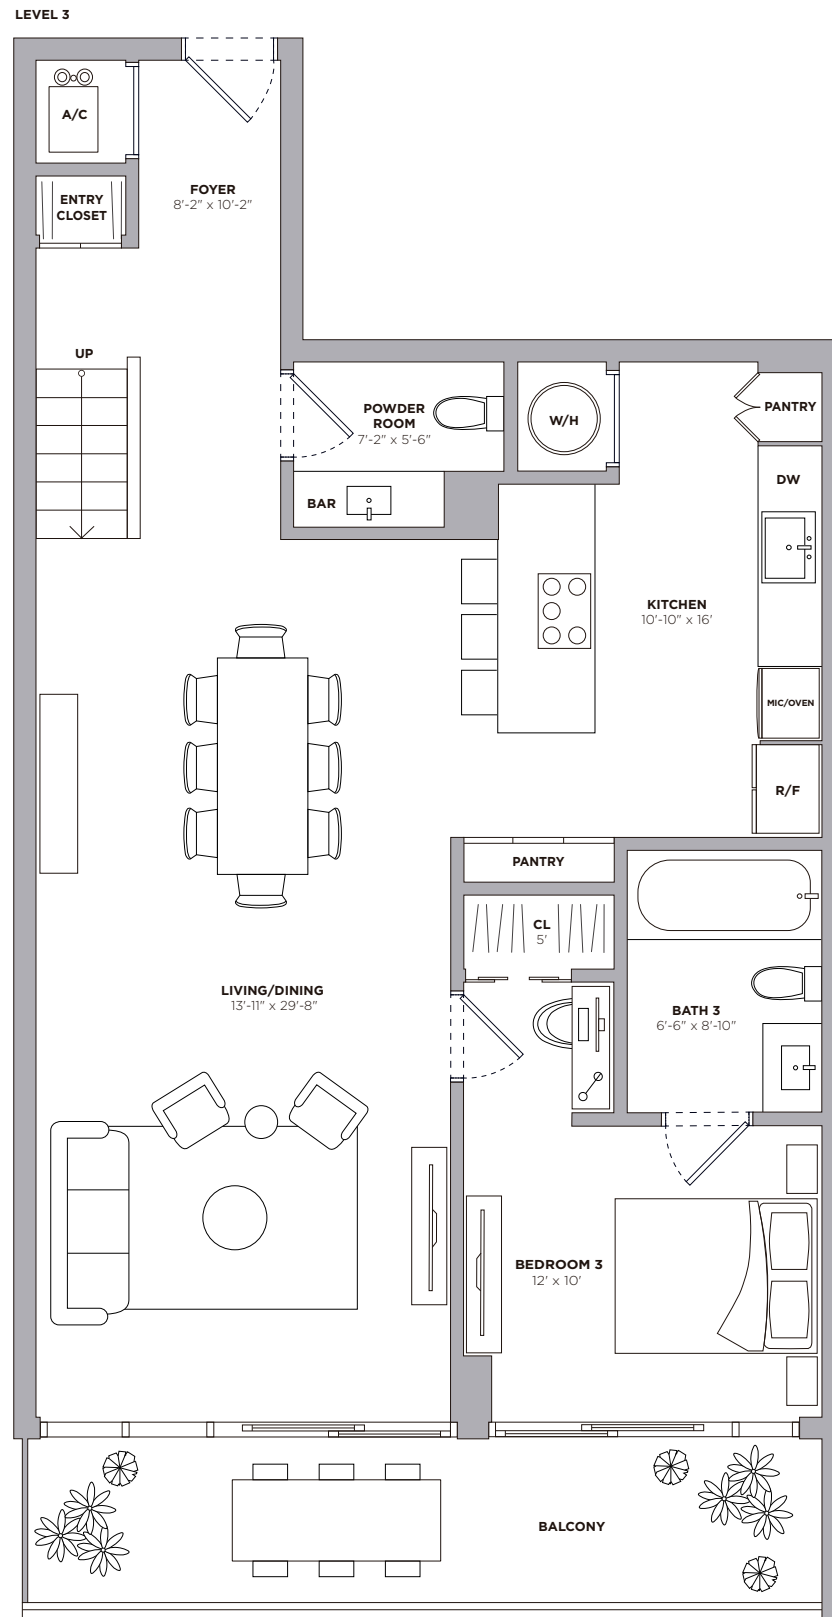 LEVEL 3
A/C
ENTRY
CLOSET
FOYER
8'-2" x 10'-2"
UP
POWDER
ROOM
7'-2" x 5'-6"
W/H
PANTRY
BAR
DW
KITCHEN
10'-10" x 16'
MIC/OVEN
R/F
PANTRY
CL
5'
LIVING/DINING
13'-11" x 29'-8"
BATH 3
6'-6" x 8'-10"
BEDROOM 3
12' x 10'
BALCONY